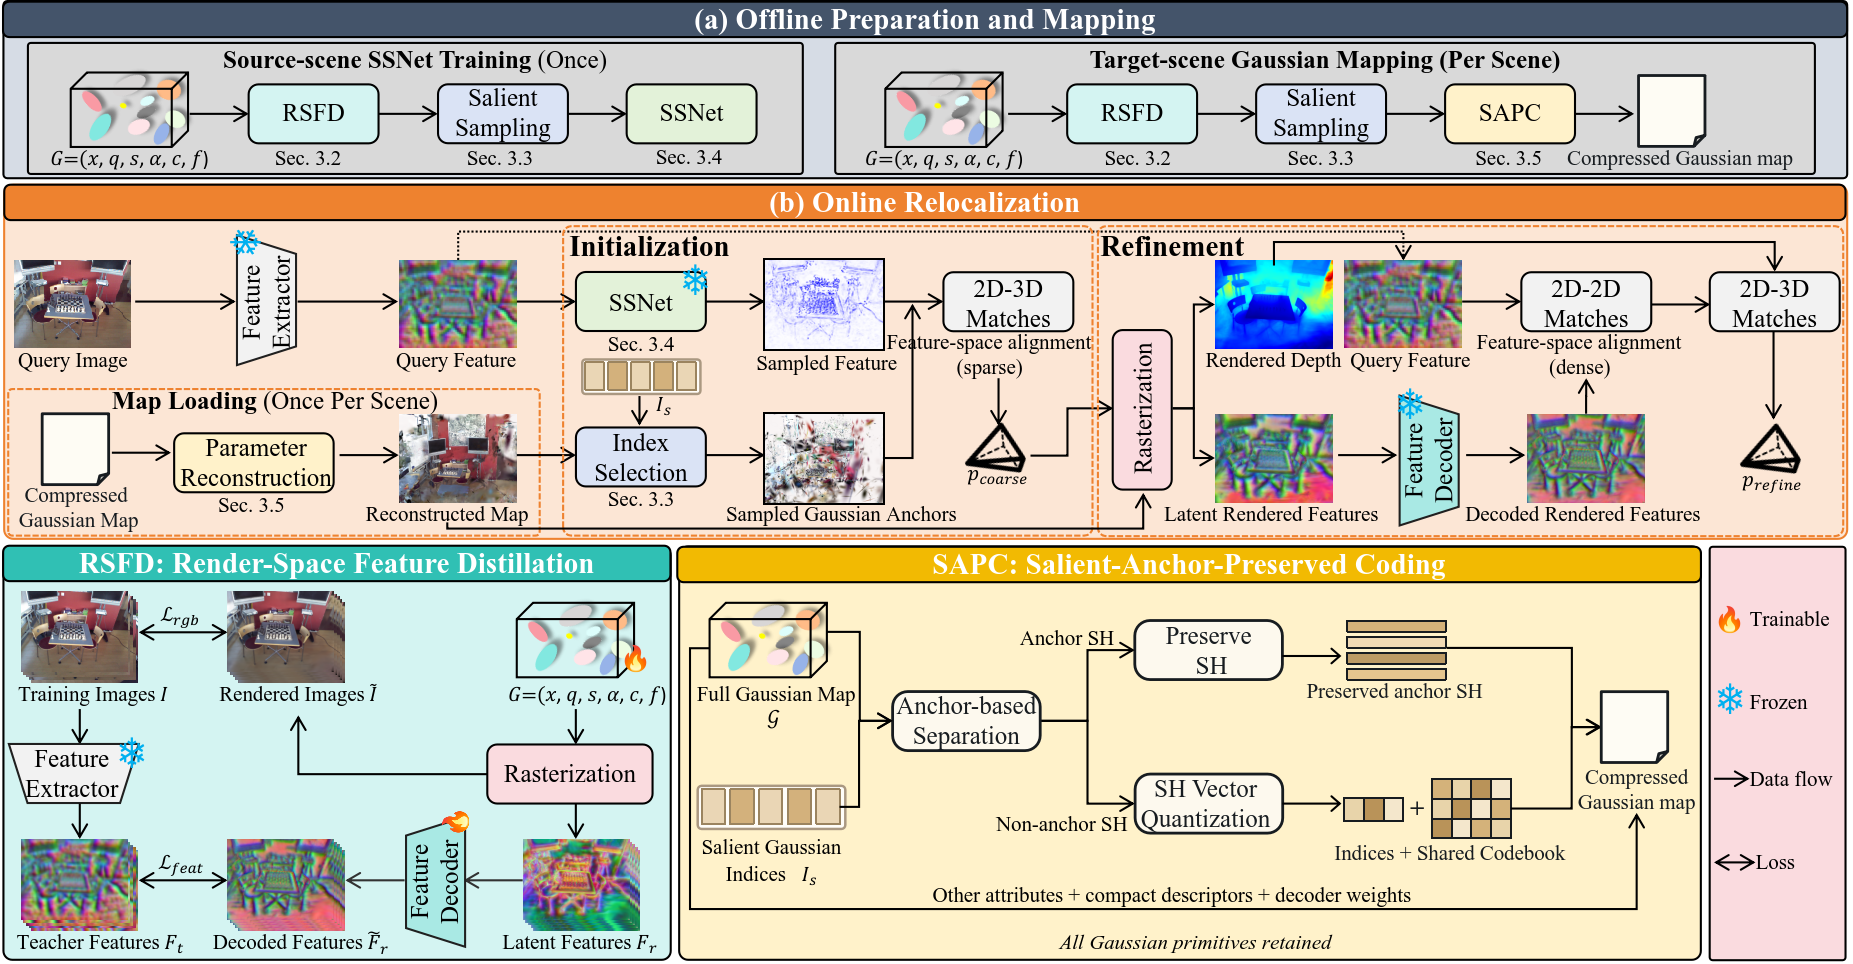 (a) Offline Preparation and Mapping
Source-scene SSNet Training (Once)
RSFD
Salient
Sampling
SSNet
G=(x, q, s, α, c, f)
Sec. 3.2
Sec. 3.3
Sec. 3.4
Target-scene Gaussian Mapping (Per Scene)
RSFD
Salient
Sampling
SAPC
G=(x, q, s, α, c, f)
Sec. 3.2
Sec. 3.3
Sec. 3.5
Compressed Gaussian map
(b) Online Relocalization
Query Image
Feature
Extractor
Query Feature
Map Loading (Once Per Scene)
Compressed
Gaussian Map
Parameter
Reconstruction
Sec. 3.5
Reconstructed Map
Initialization
SSNet
Sec. 3.4
I_s
Index
Selection
Sec. 3.3
Sampled Feature
Sampled Gaussian Anchors
2D-3D
Matches
Feature-space alignment
(sparse)
p_coarse
Refinement
Rasterization
Rendered Depth
Query Feature
2D-2D
Matches
Feature-space alignment
(dense)
2D-3D
Matches
Latent Rendered Features
Feature
Decoder
Decoded Rendered Features
p_refine
RSFD: Render-Space Feature Distillation
ℒ_rgb
Training Images I
Rendered Images Ĩ
G=(x, q, s, α, c, f)
Feature
Extractor
Rasterization
ℒ_feat
Feature
Decoder
Teacher Features F_t
Decoded Features F̃_r
Latent Features F_r
SAPC: Salient-Anchor-Preserved Coding
Full Gaussian Map
𝒢
Salient Gaussian
Indices I_s
Anchor-based
Separation
Anchor SH
Preserve
SH
Preserved anchor SH
Non-anchor SH
SH Vector
Quantization
+
Indices + Shared Codebook
Compressed
Gaussian map
Other attributes + compact descriptors + decoder weights
All Gaussian primitives retained
Trainable
Frozen
Data flow
Loss